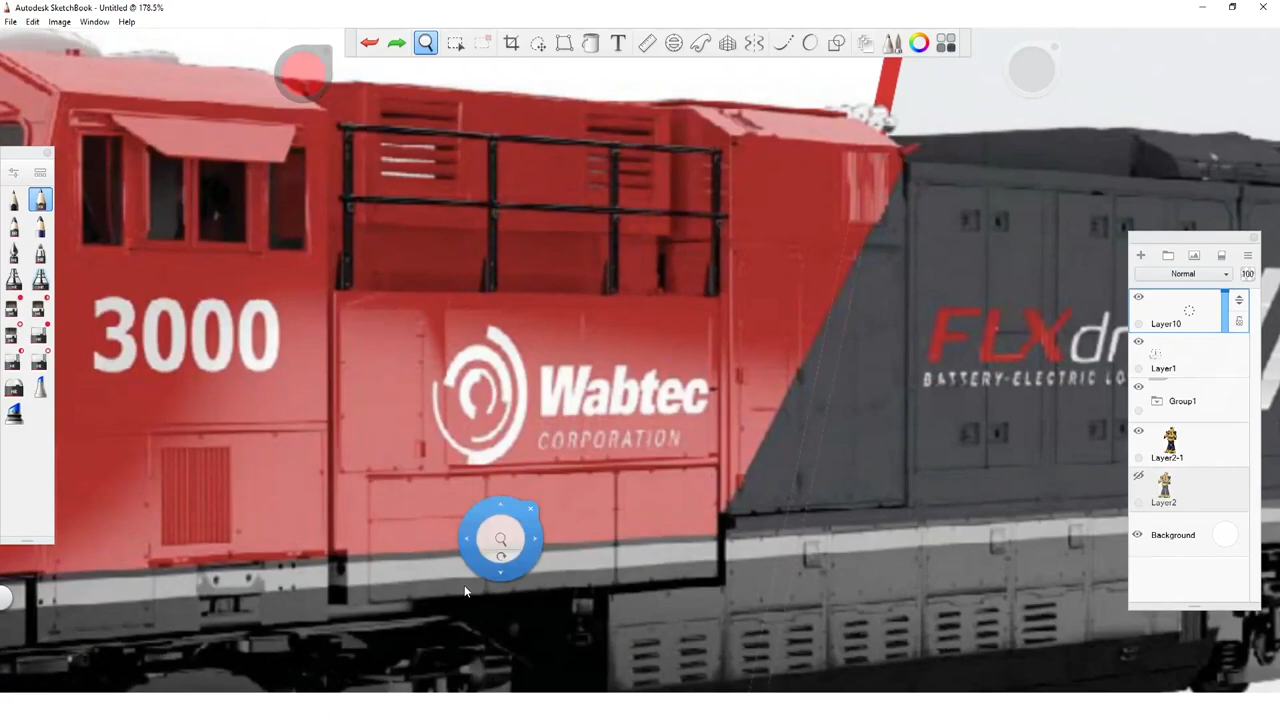 Autodesk SketchBook - Untitled @ 178.5%
File Edit Image Window Help
3000
Wabtec
CORPORATION
FLX
BATTERY-ELECTRIC
Normal
100
Layer10
Layer1
Group1
Layer2-1
Layer2
Background